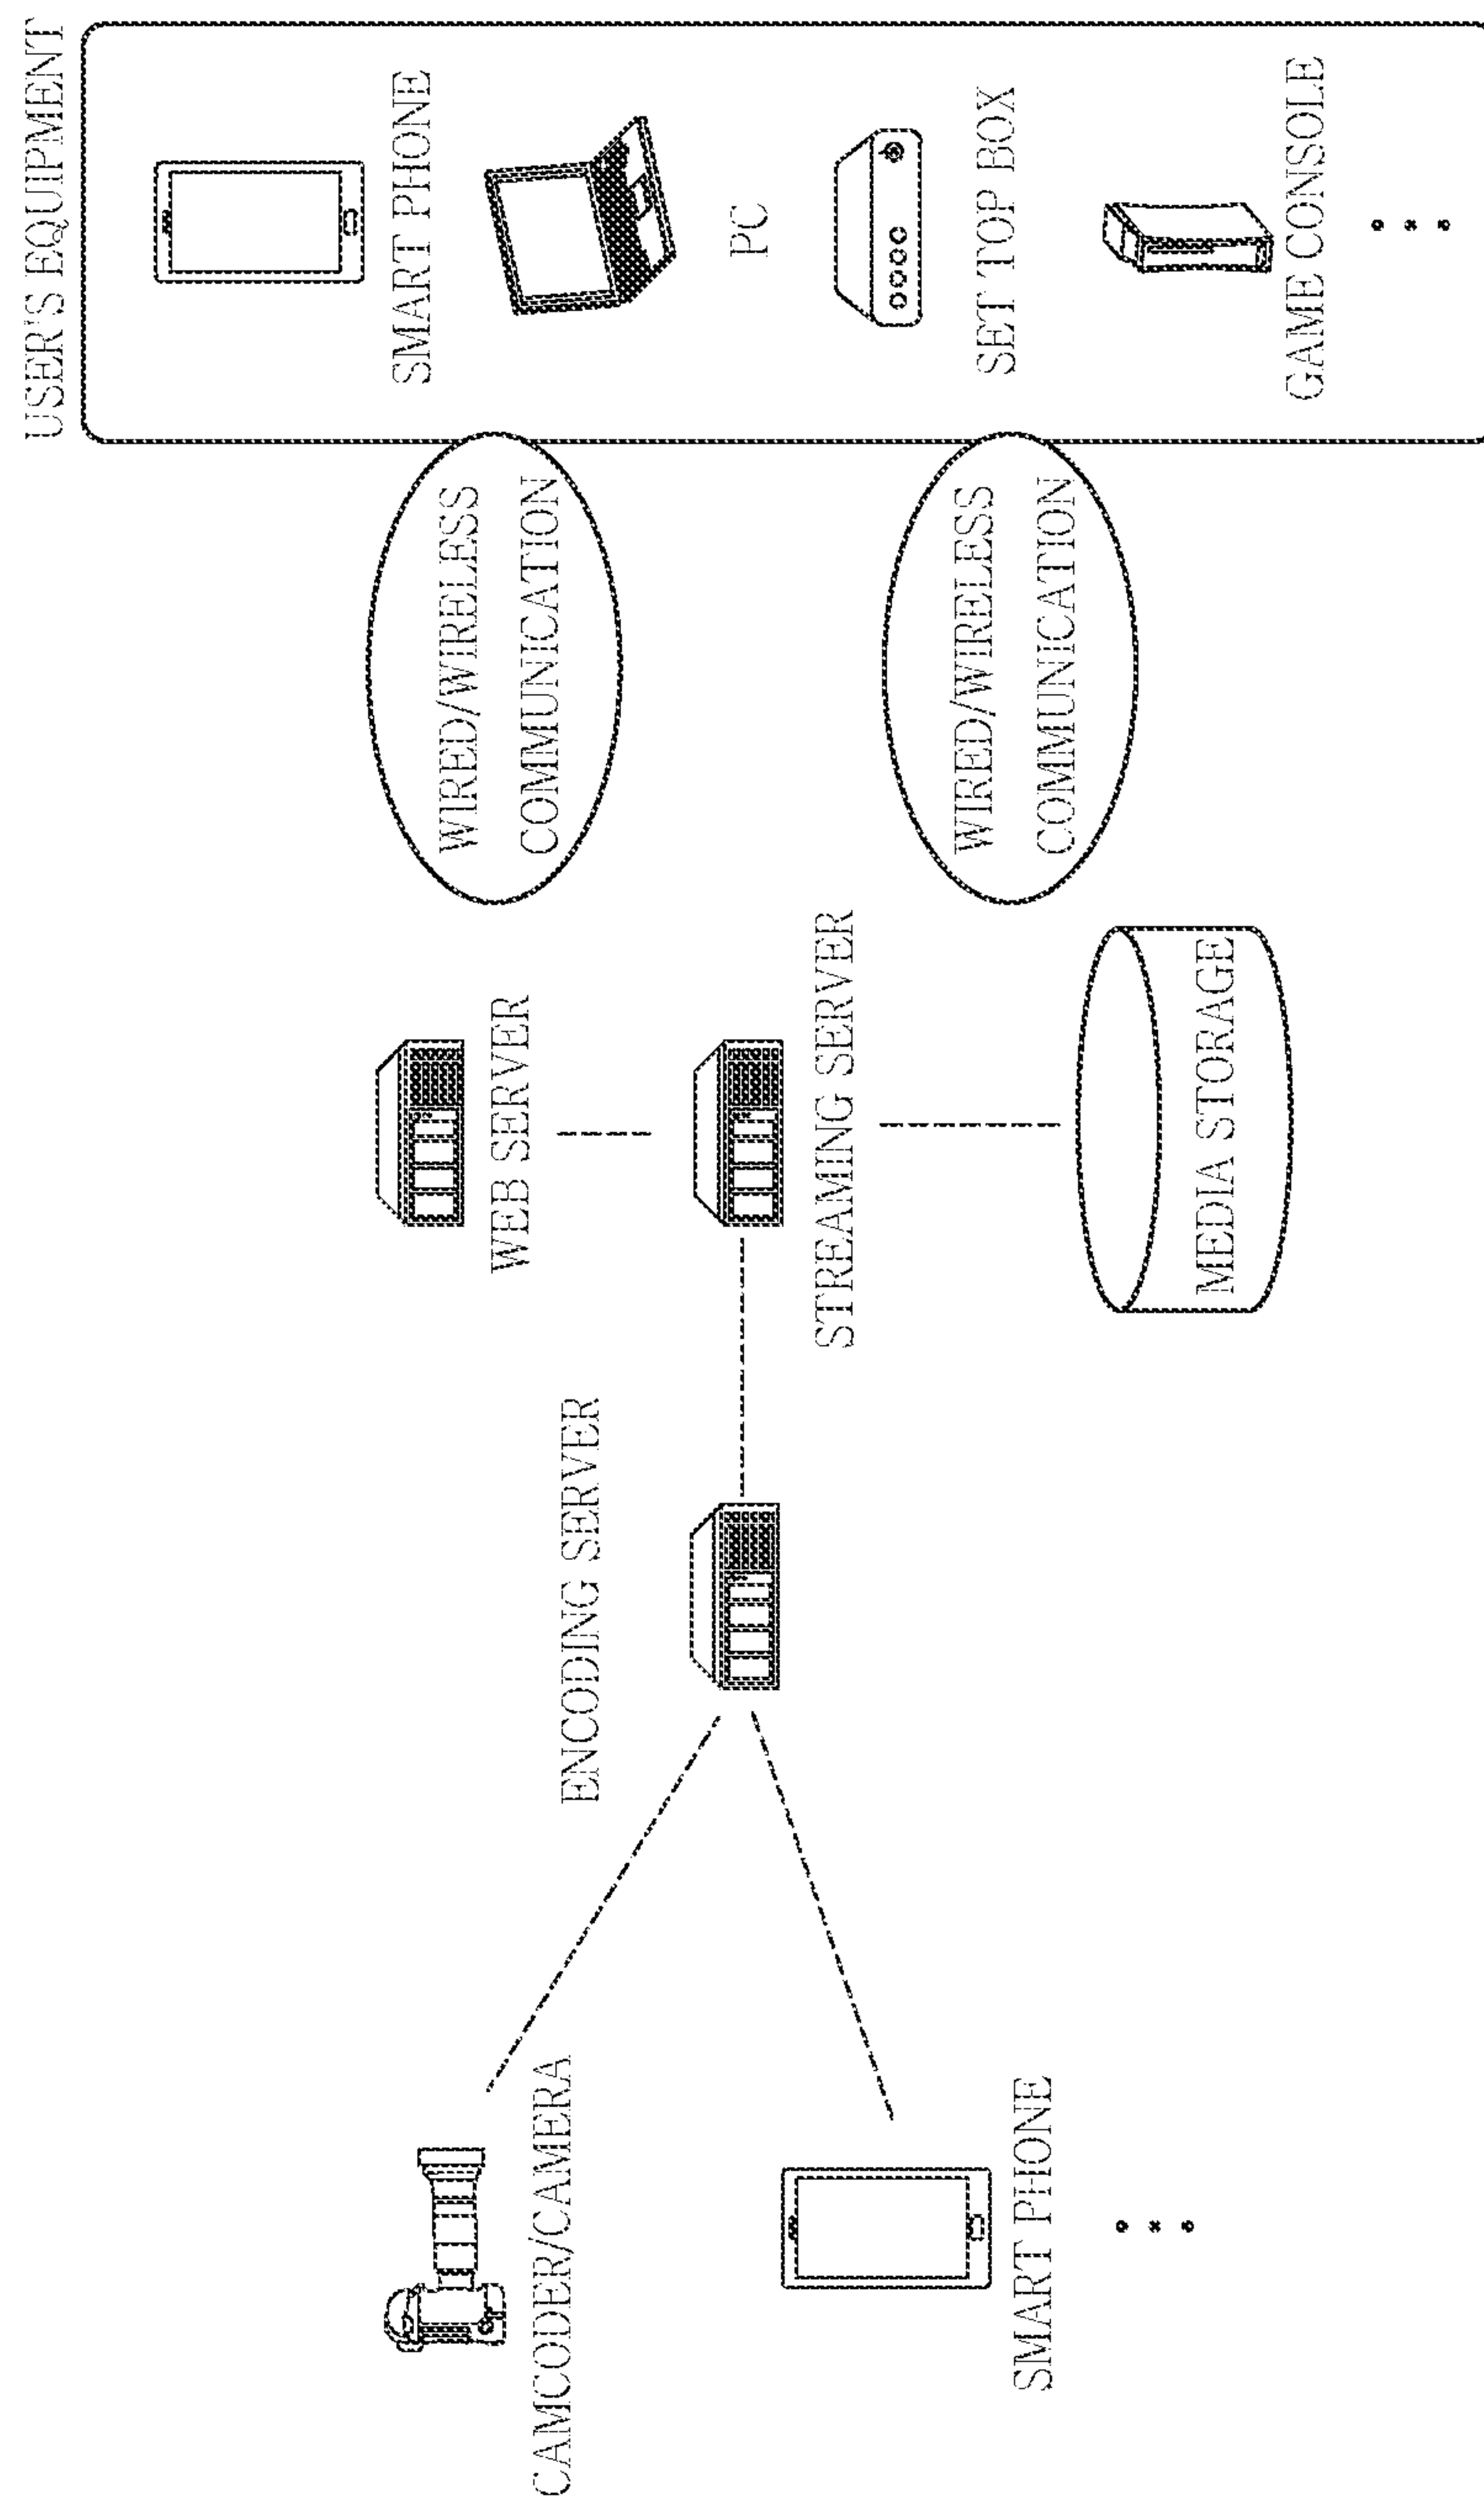 CAMCODER/CAMERA
SMART PHONE
ENCODING SERVER
WEB SERVER
STREAMING SERVER
MEDIA STORAGE
WIRED/WIRELESS
COMMUNICATION
WIRED/WIRELESS
COMMUNICATION
USER'S EQUIPMENT
SMART PHONE
PC
SET TOP BOX
GAME CONSOLE